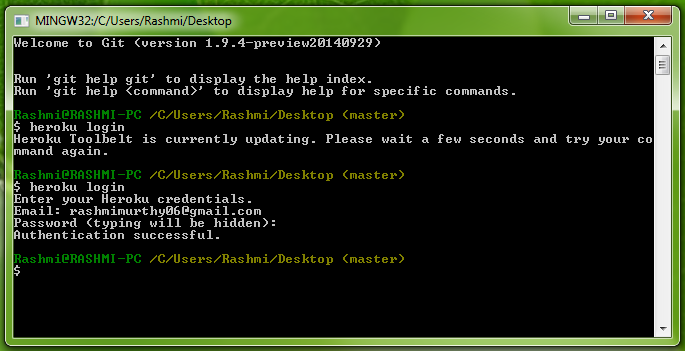 MINGW32:/C/Users/Rashmi/Desktop
Welcome to Git (version 1.9.4-preview20140929)
Run 'git help git' to display the help index.
Run 'git help <command>' to display help for specific commands.
Rashmi@RASHMI-PC /C/Users/Rashmi/Desktop (master)
$ heroku login
Heroku Toolbelt is currently updating. Please wait a few seconds and try your co
mmand again.
Rashmi@RASHMI-PC /C/Users/Rashmi/Desktop (master)
$ heroku login
Enter your Heroku credentials.
Email: rashmimurthy06@gmail.com
Password (typing will be hidden):
Authentication successful.
Rashmi@RASHMI-PC /C/Users/Rashmi/Desktop (master)
$